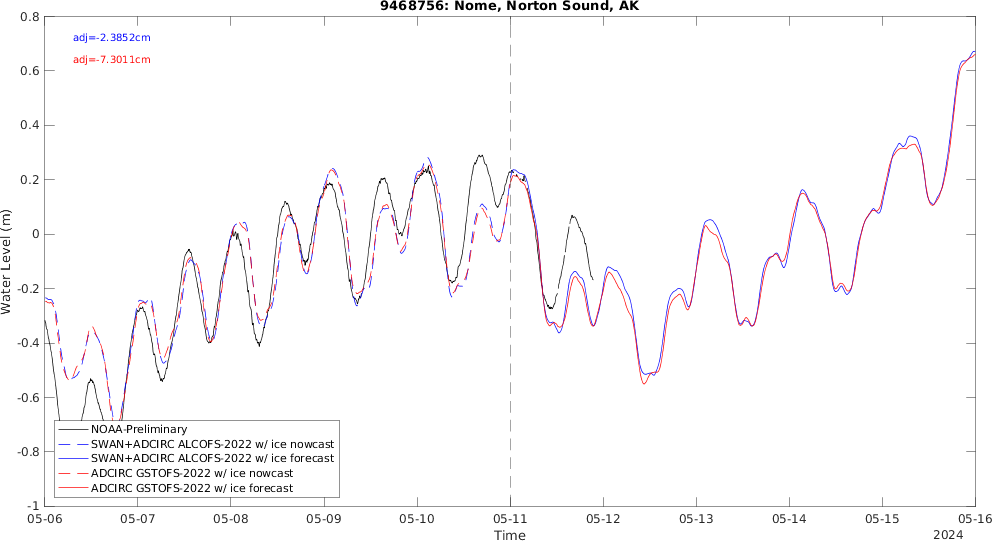 9468756: Nome, Norton Sound, AK
adj=-2.3852cm
adj=-7.3011cm
0.8
0.6
0.4
0.2
0
-0.2
-0.4
-0.6
-0.8
-1
Water Level (m)
NOAA-Preliminary
SWAN+ADCIRC ALCOFS-2022 w/ ice nowcast
SWAN+ADCIRC ALCOFS-2022 w/ ice forecast
ADCIRC GSTOFS-2022 w/ ice nowcast
ADCIRC GSTOFS-2022 w/ ice forecast
05-06 05-07 05-08 05-09 05-10 05-11 05-12 05-13 05-14 05-15 05-16
Time
2024